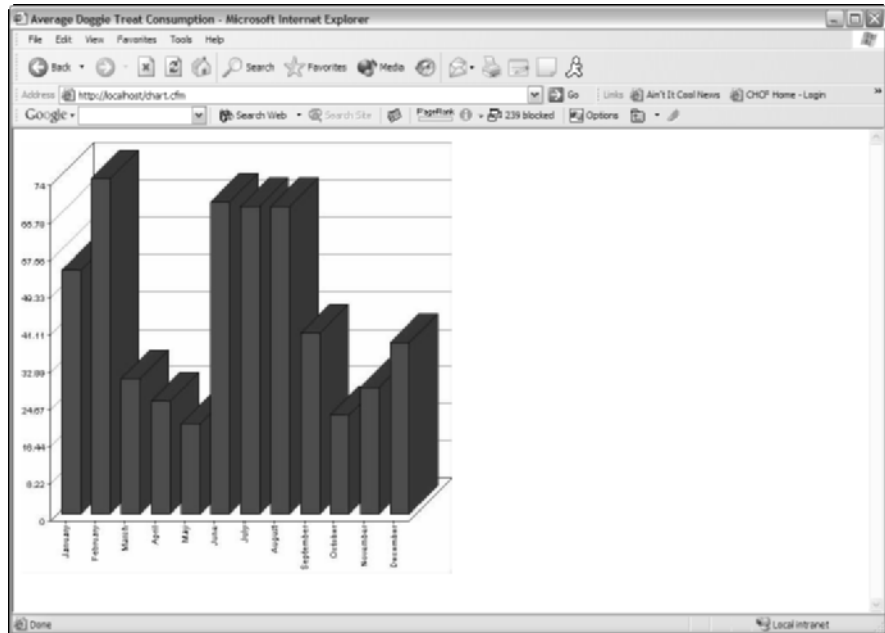 Average Doggie Treat Consumption - Microsoft Internet Explorer
File Edit View Favorites Tools Help
Back Search Favorites Media
Address http://localhost/chart.cfm Go Links Ain't It Cool News CHOF Home - Login »
Google Search Web Search Site PageRank 239 blocked Options
74
65.78
57.56
49.33
41.11
32.89
24.67
16.44
8.22
0
January
February
March
April
May
June
July
August
September
October
November
December
Done Local intranet